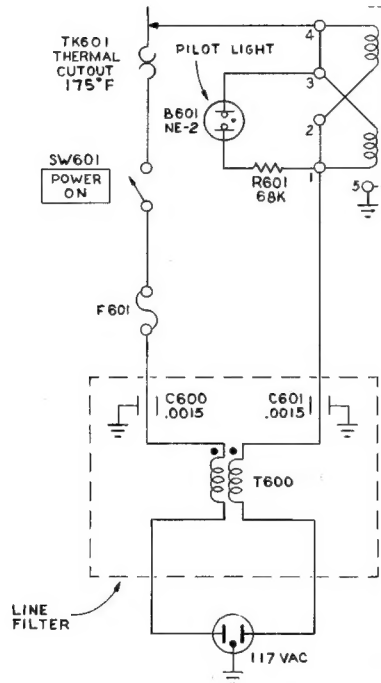 TK601
THERMAL
CUTOUT
175°F
PILOT LIGHT
4
3
B601
NE-2
2
SW601
POWER
ON
R601
68K
1
5
F601
C600
.0015
C601
.0015
T600
LINE
FILTER
117 VAC